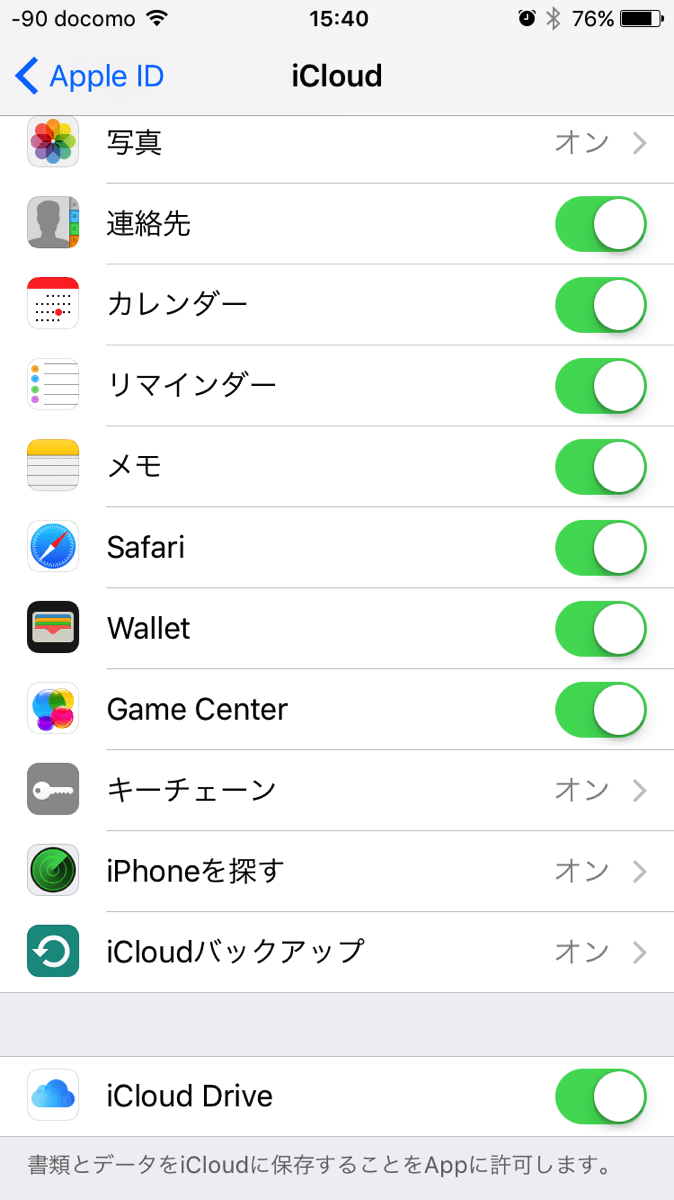 -90 docomo 15:40 76%
Apple ID iCloud
写真 オン
連絡先
カレンダー
リマインダー
メモ
Safari
Wallet
Game Center
キーチェーン オン
iPhoneを探す オン
iCloudバックアップ オン
iCloud Drive
書類とデータをiCloudに保存することをAppに許可します。